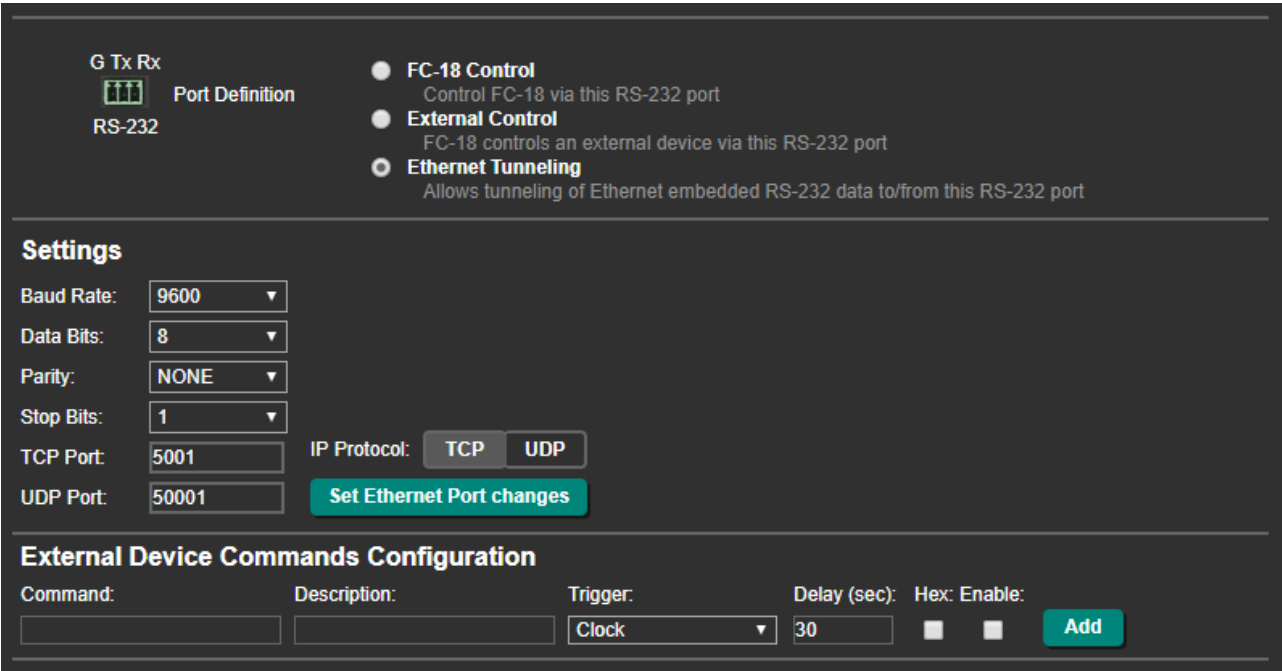 G Tx Rx
Port Definition
RS-232
FC-18 Control
Control FC-18 via this RS-232 port
External Control
FC-18 controls an external device via this RS-232 port
Ethernet Tunneling
Allows tunneling of Ethernet embedded RS-232 data to/from this RS-232 port
Settings
Baud Rate: 9600
Data Bits: 8
Parity: NONE
Stop Bits: 1
TCP Port: 5001 IP Protocol: TCP UDP
UDP Port: 50001 Set Ethernet Port changes
External Device Commands Configuration
Command: Description: Trigger: Delay (sec): Hex: Enable:
Clock 30 Add